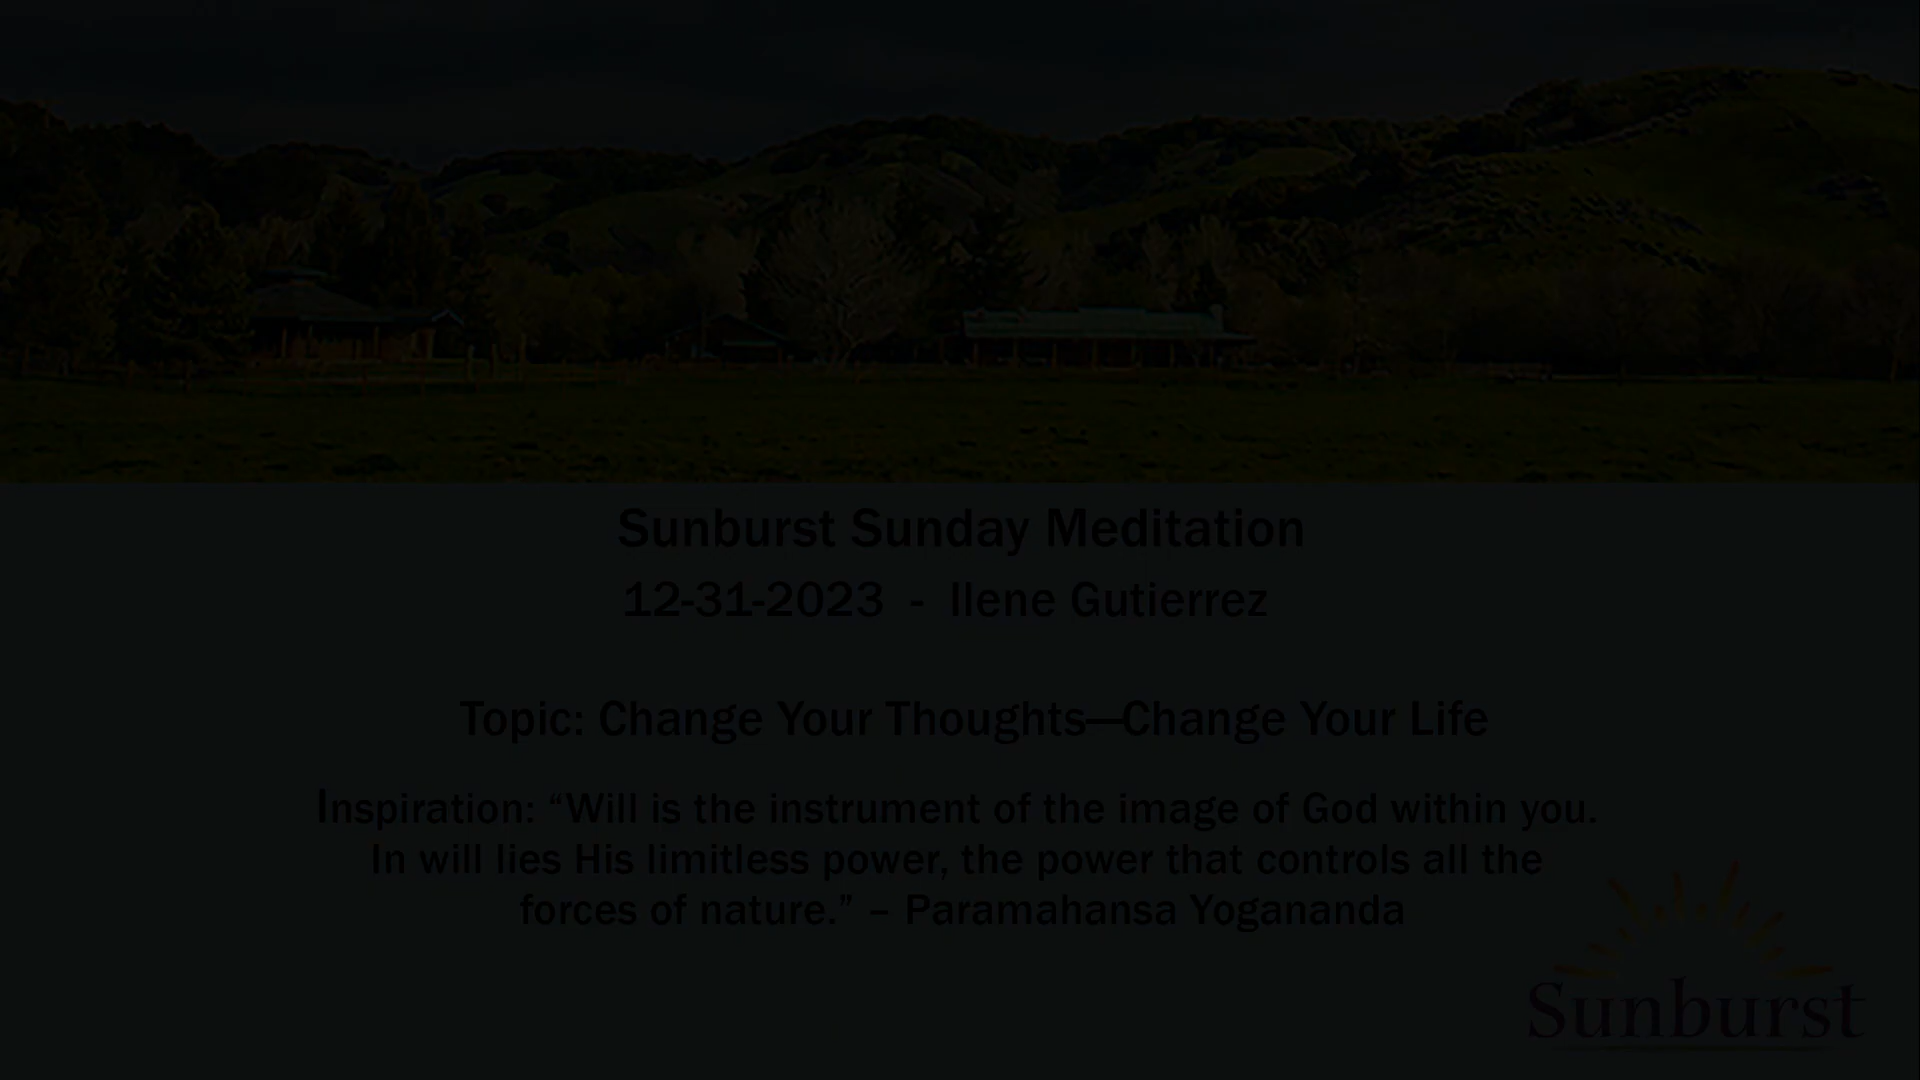 Sunburst Sunday Meditation
12-31-2023 - Ilene Gutierrez
Topic: Change Your Thoughts—Change Your Life
Inspiration: “Will is the instrument of the image of God within you.
In will lies His limitless power, the power that controls all the
forces of nature.” – Paramahansa Yogananda
Sunburst